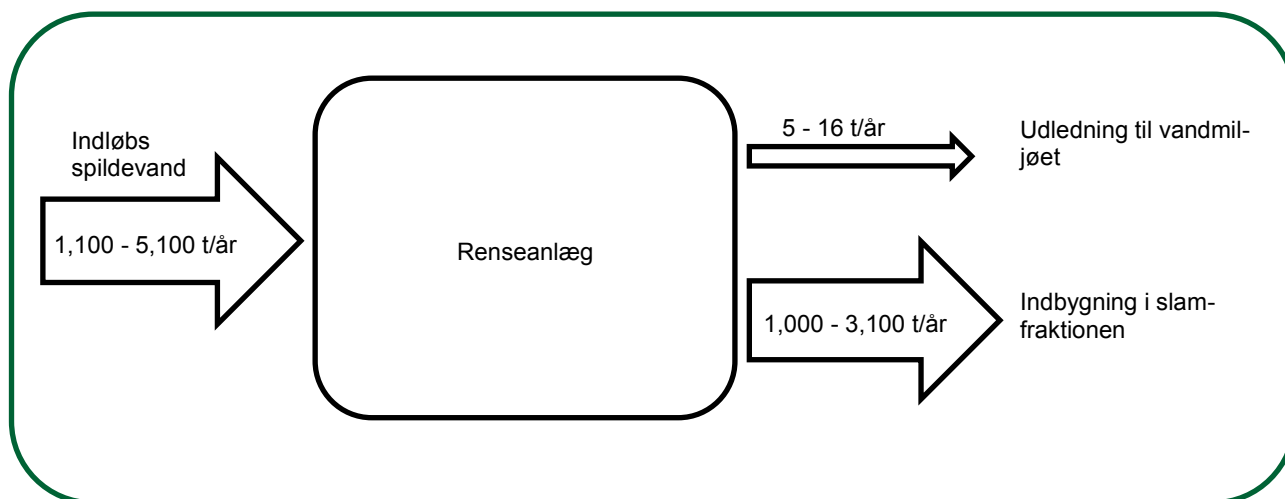 Indløbs
spildevand
1,100 - 5,100 t/år
Renseanlæg
5 - 16 t/år
Udledning til vandmil-
jøet
1,000 - 3,100 t/år
Indbygning i slam-
fraktionen